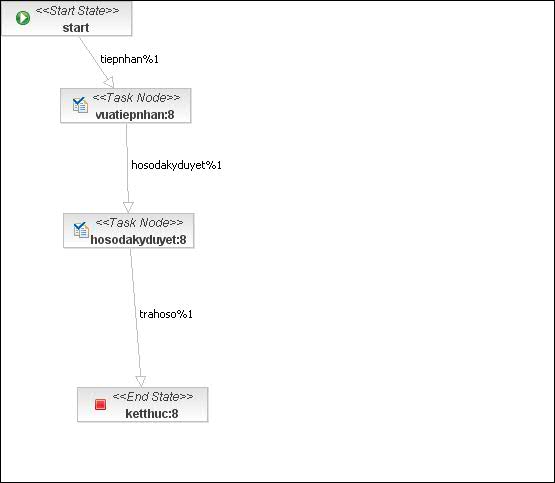 <<Start State>>
start
tiepnhan%1
<<Task Node>>
vuatiepnhan:8
hosodakyduyet%1
<<Task Node>>
hosodakyduyet:8
trahoso%1
<<End State>>
ketthuc:8